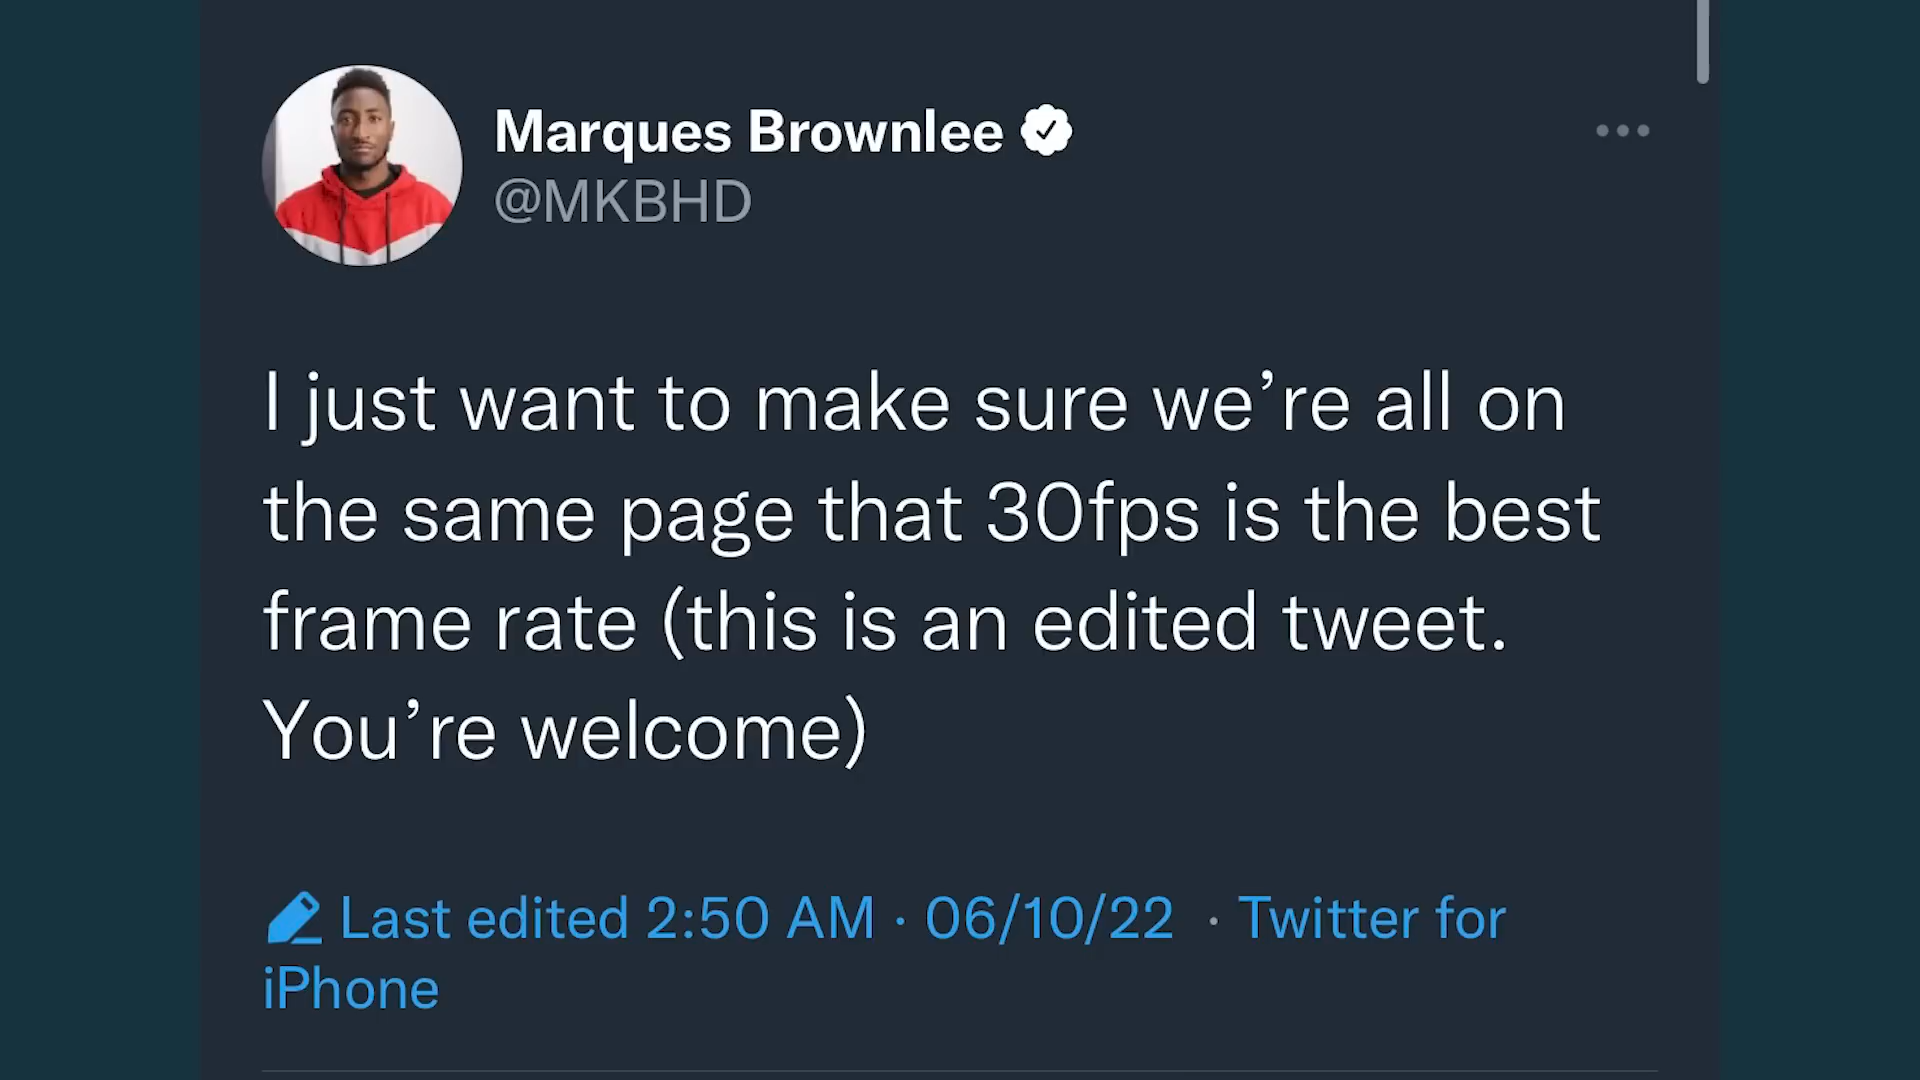 Marques Brownlee
@MKBHD
I just want to make sure we’re all on
the same page that 30fps is the best
frame rate (this is an edited tweet.
You’re welcome)
Last edited 2:50 AM · 06/10/22 · Twitter for
iPhone